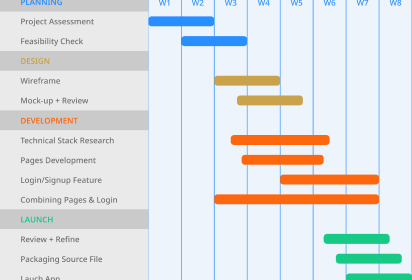 PLANNING W1 W2 W3 W4 W5 W6 W7 W8
Project Assessment
Feasibility Check
DESIGN
Wireframe
Mock-up + Review
DEVELOPMENT
Technical Stack Research
Pages Development
Login/Signup Feature
Combining Pages & Login
LAUNCH
Review + Refine
Packaging Source File
Lauch App